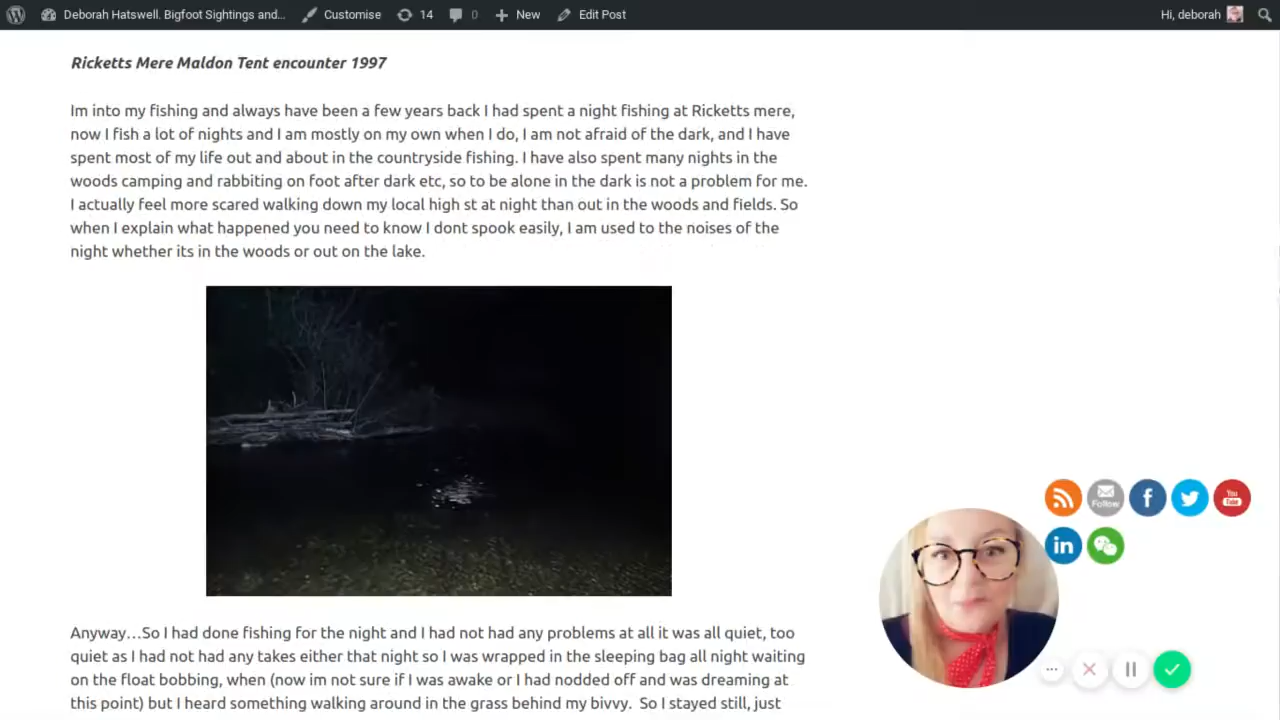 Deborah Hatswell. Bigfoot Sightings and...
Customise
14
0
New
Edit Post
Hi, deborah
Ricketts Mere Maldon Tent encounter 1997
Im into my fishing and always have been a few years back I had spent a night fishing at Ricketts mere,
now I fish a lot of nights and I am mostly on my own when I do, I am not afraid of the dark, and I have
spent most of my life out and about in the countryside fishing. I have also spent many nights in the
woods camping and rabbiting on foot after dark etc, so to be alone in the dark is not a problem for me.
I actually feel more scared walking down my local high st at night than out in the woods and fields. So
when I explain what happened you need to know I dont spook easily, I am used to the noises of the
night whether its in the woods or out on the lake.
Follow
You
Tube
in
Anyway...So I had done fishing for the night and I had not had any problems at all it was all quiet, too
quiet as I had not had any takes either that night so I was wrapped in the sleeping bag all night waiting
on the float bobbing, when (now im not sure if I was awake or I had nodded off and was dreaming at
this point) but I heard something walking around in the grass behind my bivvy. So I stayed still, just